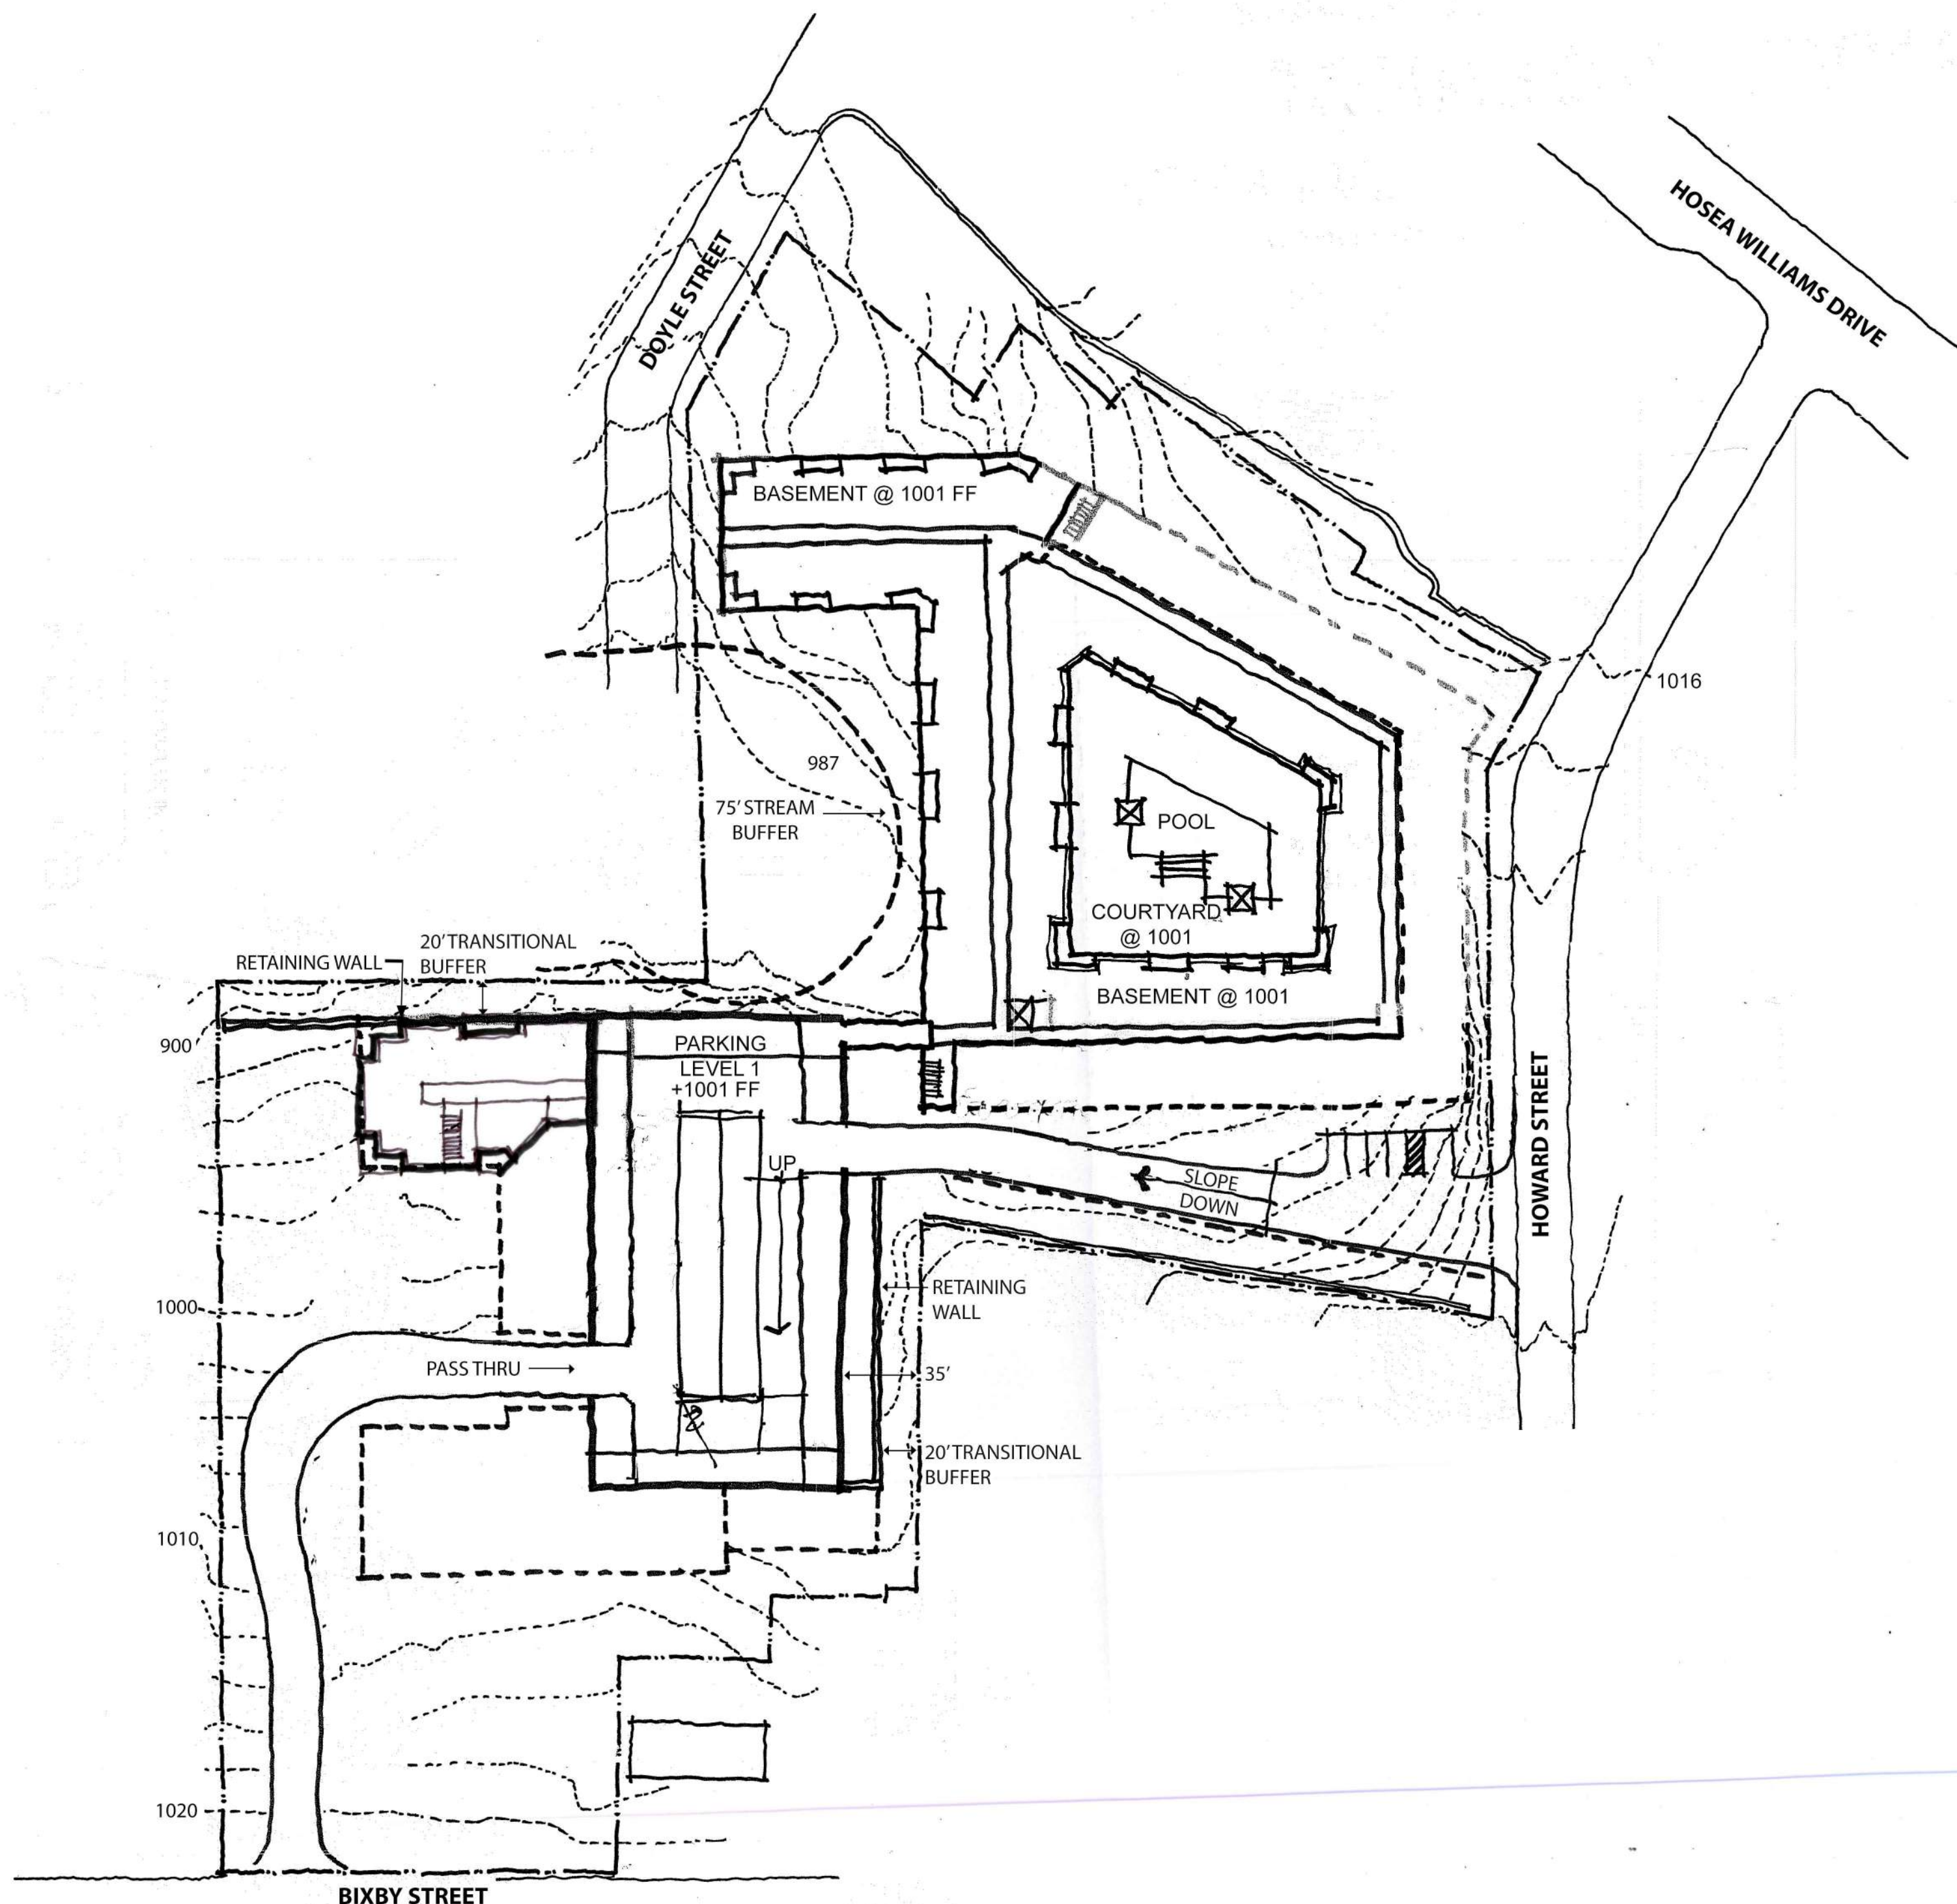 HOSEA WILLIAMS DRIVE
DOYLE STREET
BASEMENT @ 1001 FF
1016
987
75' STREAM
BUFFER
POOL
COURTYARD
@ 1001
BASEMENT @ 1001
20' TRANSITIONAL
BUFFER
RETAINING WALL
900
PARKING
LEVEL 1
+1001 FF
UP
SLOPE
DOWN
HOWARD STREET
RETAINING
WALL
1000
PASS THRU
35'
20' TRANSITIONAL
BUFFER
1010
1020
BIXBY STREET